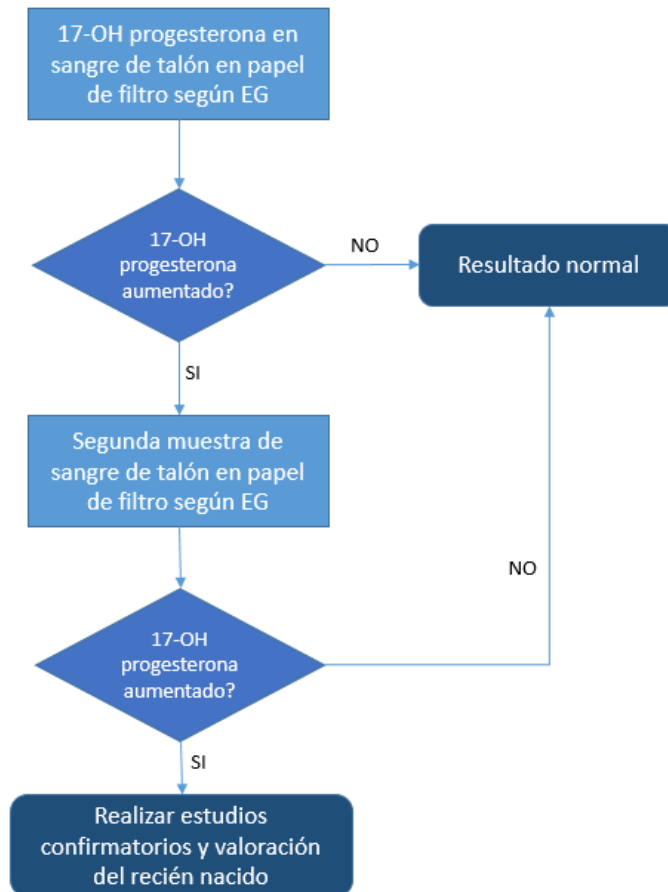 17-OH progesterona en
sangre de talón en papel
de filtro según EG
17-OH
progesterona
aumentado?
NO
Resultado normal
SI
Segunda muestra de
sangre de talón en papel
de filtro según EG
17-OH
progesterona
aumentado?
NO
SI
Realizar estudios
confirmatorios y valoración
del recién nacido